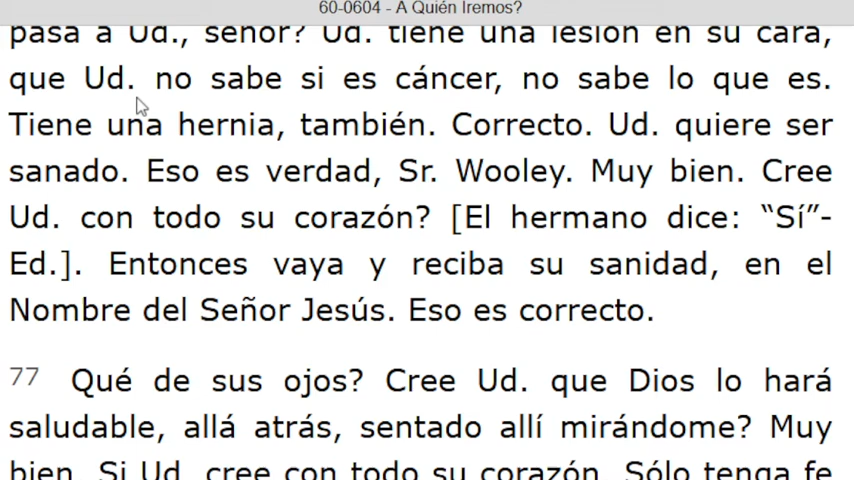 60-0604 - A Quién Iremos?
pasa a Ud., señor? Ud. tiene una lesión en su cara,
que Ud. no sabe si es cáncer, no sabe lo que es.
Tiene una hernia, también. Correcto. Ud. quiere ser
sanado. Eso es verdad, Sr. Wooley. Muy bien. Cree
Ud. con todo su corazón? [El hermano dice: “Sí”-
Ed.]. Entonces vaya y reciba su sanidad, en el
Nombre del Señor Jesús. Eso es correcto.
77 Qué de sus ojos? Cree Ud. que Dios lo hará
saludable, allá atrás, sentado allí mirándome? Muy
bien. Si Ud. cree con todo su corazón. Sólo tenga fe